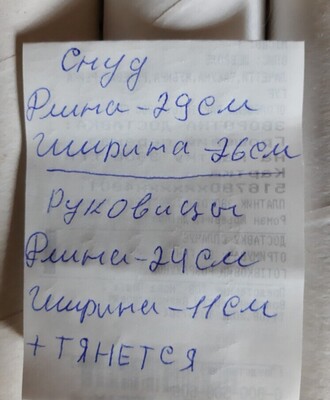 Снуд
Длина-29см
Ширина-26см
Руковицы
Длина-24см
Ширина-11см
+ТЯНЕТСЯ